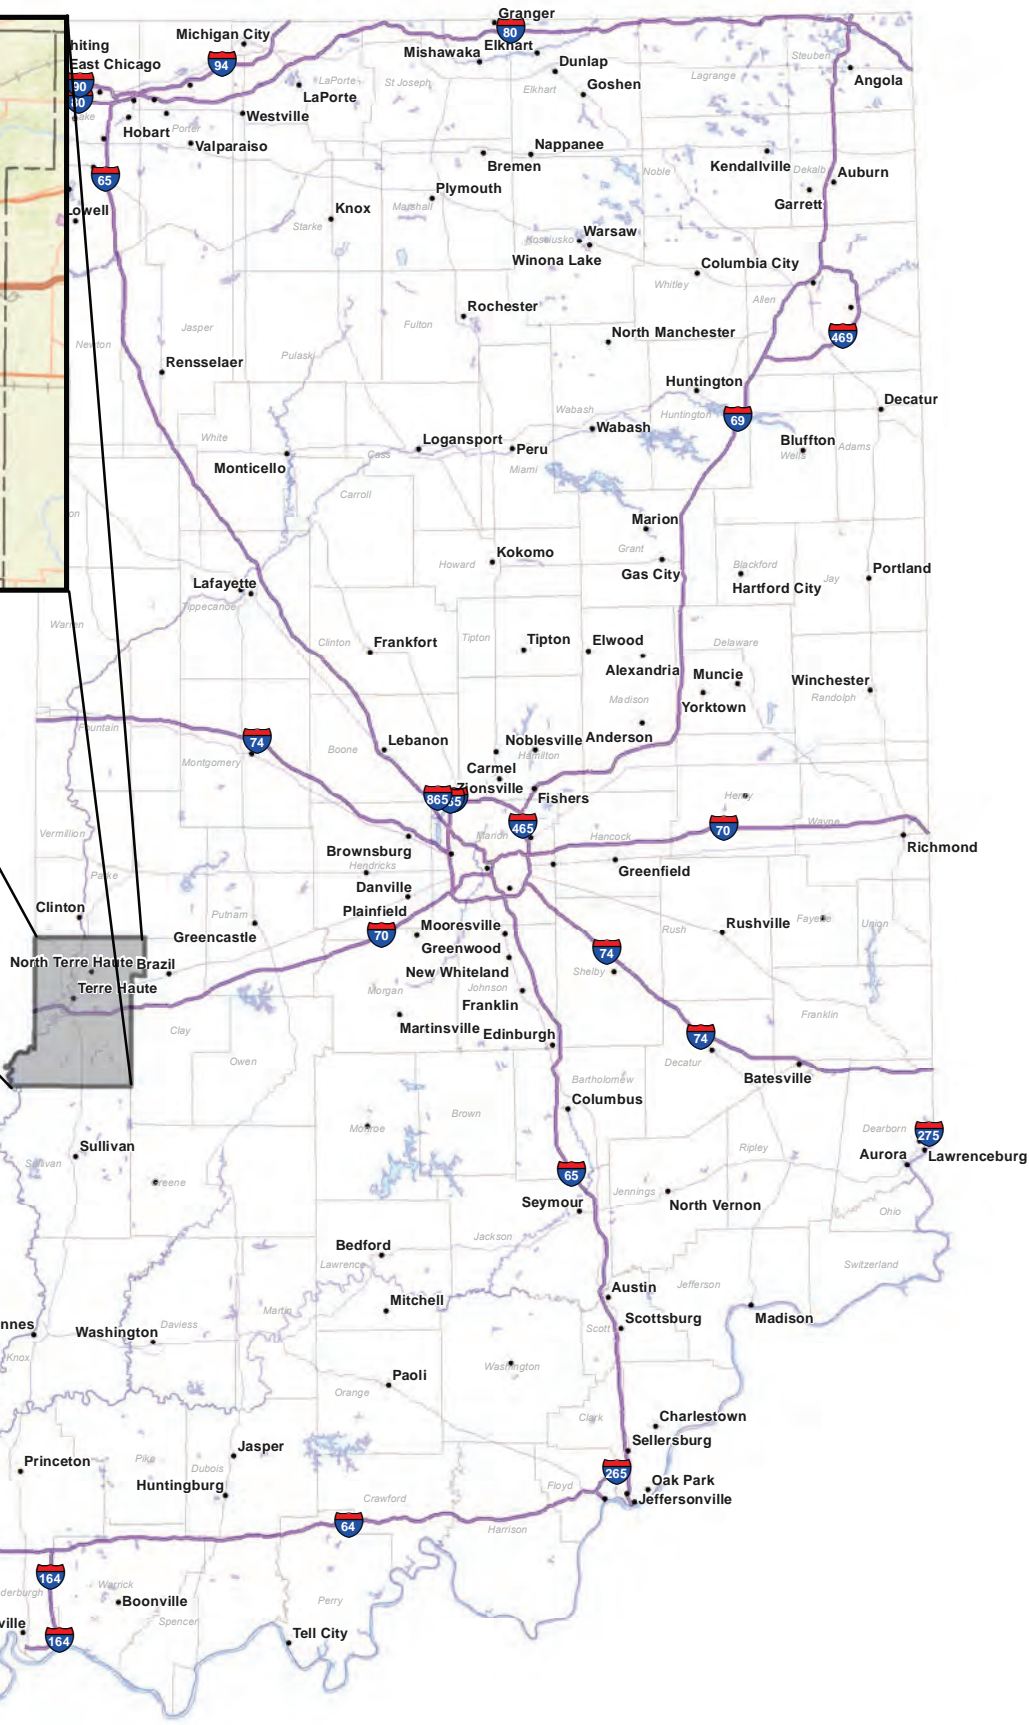 Granger
80
Michigan City
hiting
Mishawaka
Elkhart
East Chicago
94
Dunlap
Steuben
Angola
90
80
LaPorte
St Joseph
Elkhart
Goshen
Lagrange
LaPorte
Westville
Hobart
Porter
Valparaiso
Nappanee
Bremen
Kendallville
Dekalb
Auburn
Noble
65
Plymouth
Garrett
Lowell
Knox
Marshall
Starke
Kosciusko
Warsaw
Winona Lake
Columbia City
Whitley
Allen
Rochester
Jasper
Fulton
North Manchester
469
Newton
Pulaski
Rensselaer
Huntington
Decatur
Wabash
Huntington
69
White
Logansport
Wabash
Bluffton
Adams
Peru
Cass
Wells
Monticello
Miami
Carroll
Marion
Grant
Kokomo
Howard
Gas City
Blackford
Hartford City
Jay
Portland
Lafayette
Tippecanoe
Warren
Clinton
Frankfort
Tipton
Tipton
Elwood
Delaware
Alexandria
Muncie
Winchester
Madison
Yorktown
Randolph
Fountain
74
Lebanon
Noblesville
Anderson
Boone
Hamilton
Montgomery
Carmel
Zionsville
865
65
Fishers
Henry
465
70
Wayne
Vermillion
Marion
Hancock
Richmond
Brownsburg
Hendricks
Greenfield
Parke
Danville
Clinton
Plainfield
Putnam
Mooresville
Rushville
Fayette
Union
Greencastle
70
Rush
Greenwood
74
North Terre Haute
Brazil
New Whiteland
Shelby
Terre Haute
Morgan
Johnson
Franklin
Martinsville
Franklin
Clay
Edinburgh
74
Owen
Decatur
Batesville
Bartholomew
Columbus
Brown
Monroe
Dearborn
275
Sullivan
Ripley
Aurora
Lawrenceburg
Sullivan
65
Greene
Jennings
Seymour
North Vernon
Ohio
Jackson
Bedford
Lawrence
Switzerland
Austin
Jefferson
Mitchell
Martin
Scottsburg
Madison
nnes
Washington
Daviess
Scott
Knox
Washington
Paoli
Orange
Clark
Charlestown
Sellersburg
Jasper
Princeton
Pike
Dubois
265
Oak Park
Huntingburg
Floyd
Crawford
Jeffersonville
64
Harrison
164
Warrick
derburgh
Boonville
Perry
Spencer
ville
Tell City
164